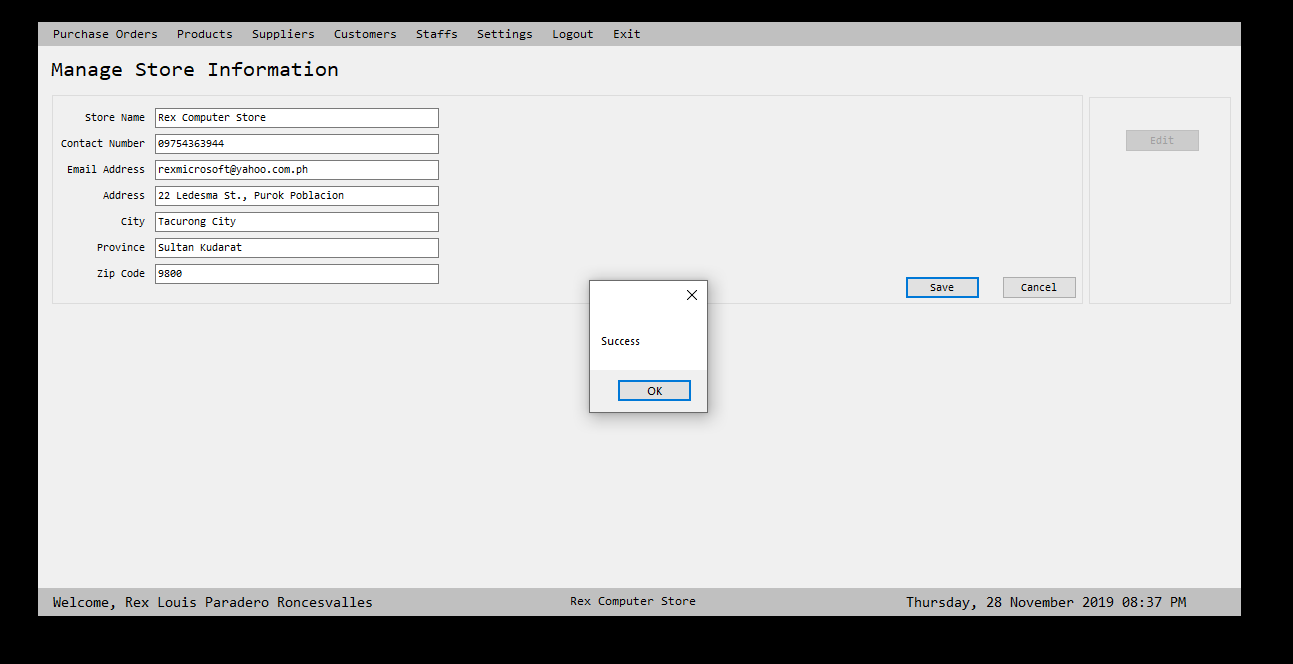 Purchase Orders Products Suppliers Customers Staffs Settings Logout Exit
Manage Store Information
Store Name Rex Computer Store
Contact Number 09754363944
Edit
Email Address rexmicrosoft@yahoo.com.ph
Address 22 Ledesma St., Purok Poblacion
City Tacurong City
Province Sultan Kudarat
Zip Code 9800
Save Cancel
Success
OK
Welcome, Rex Louis Paradero Roncesvalles Rex Computer Store Thursday, 28 November 2019 08:37 PM